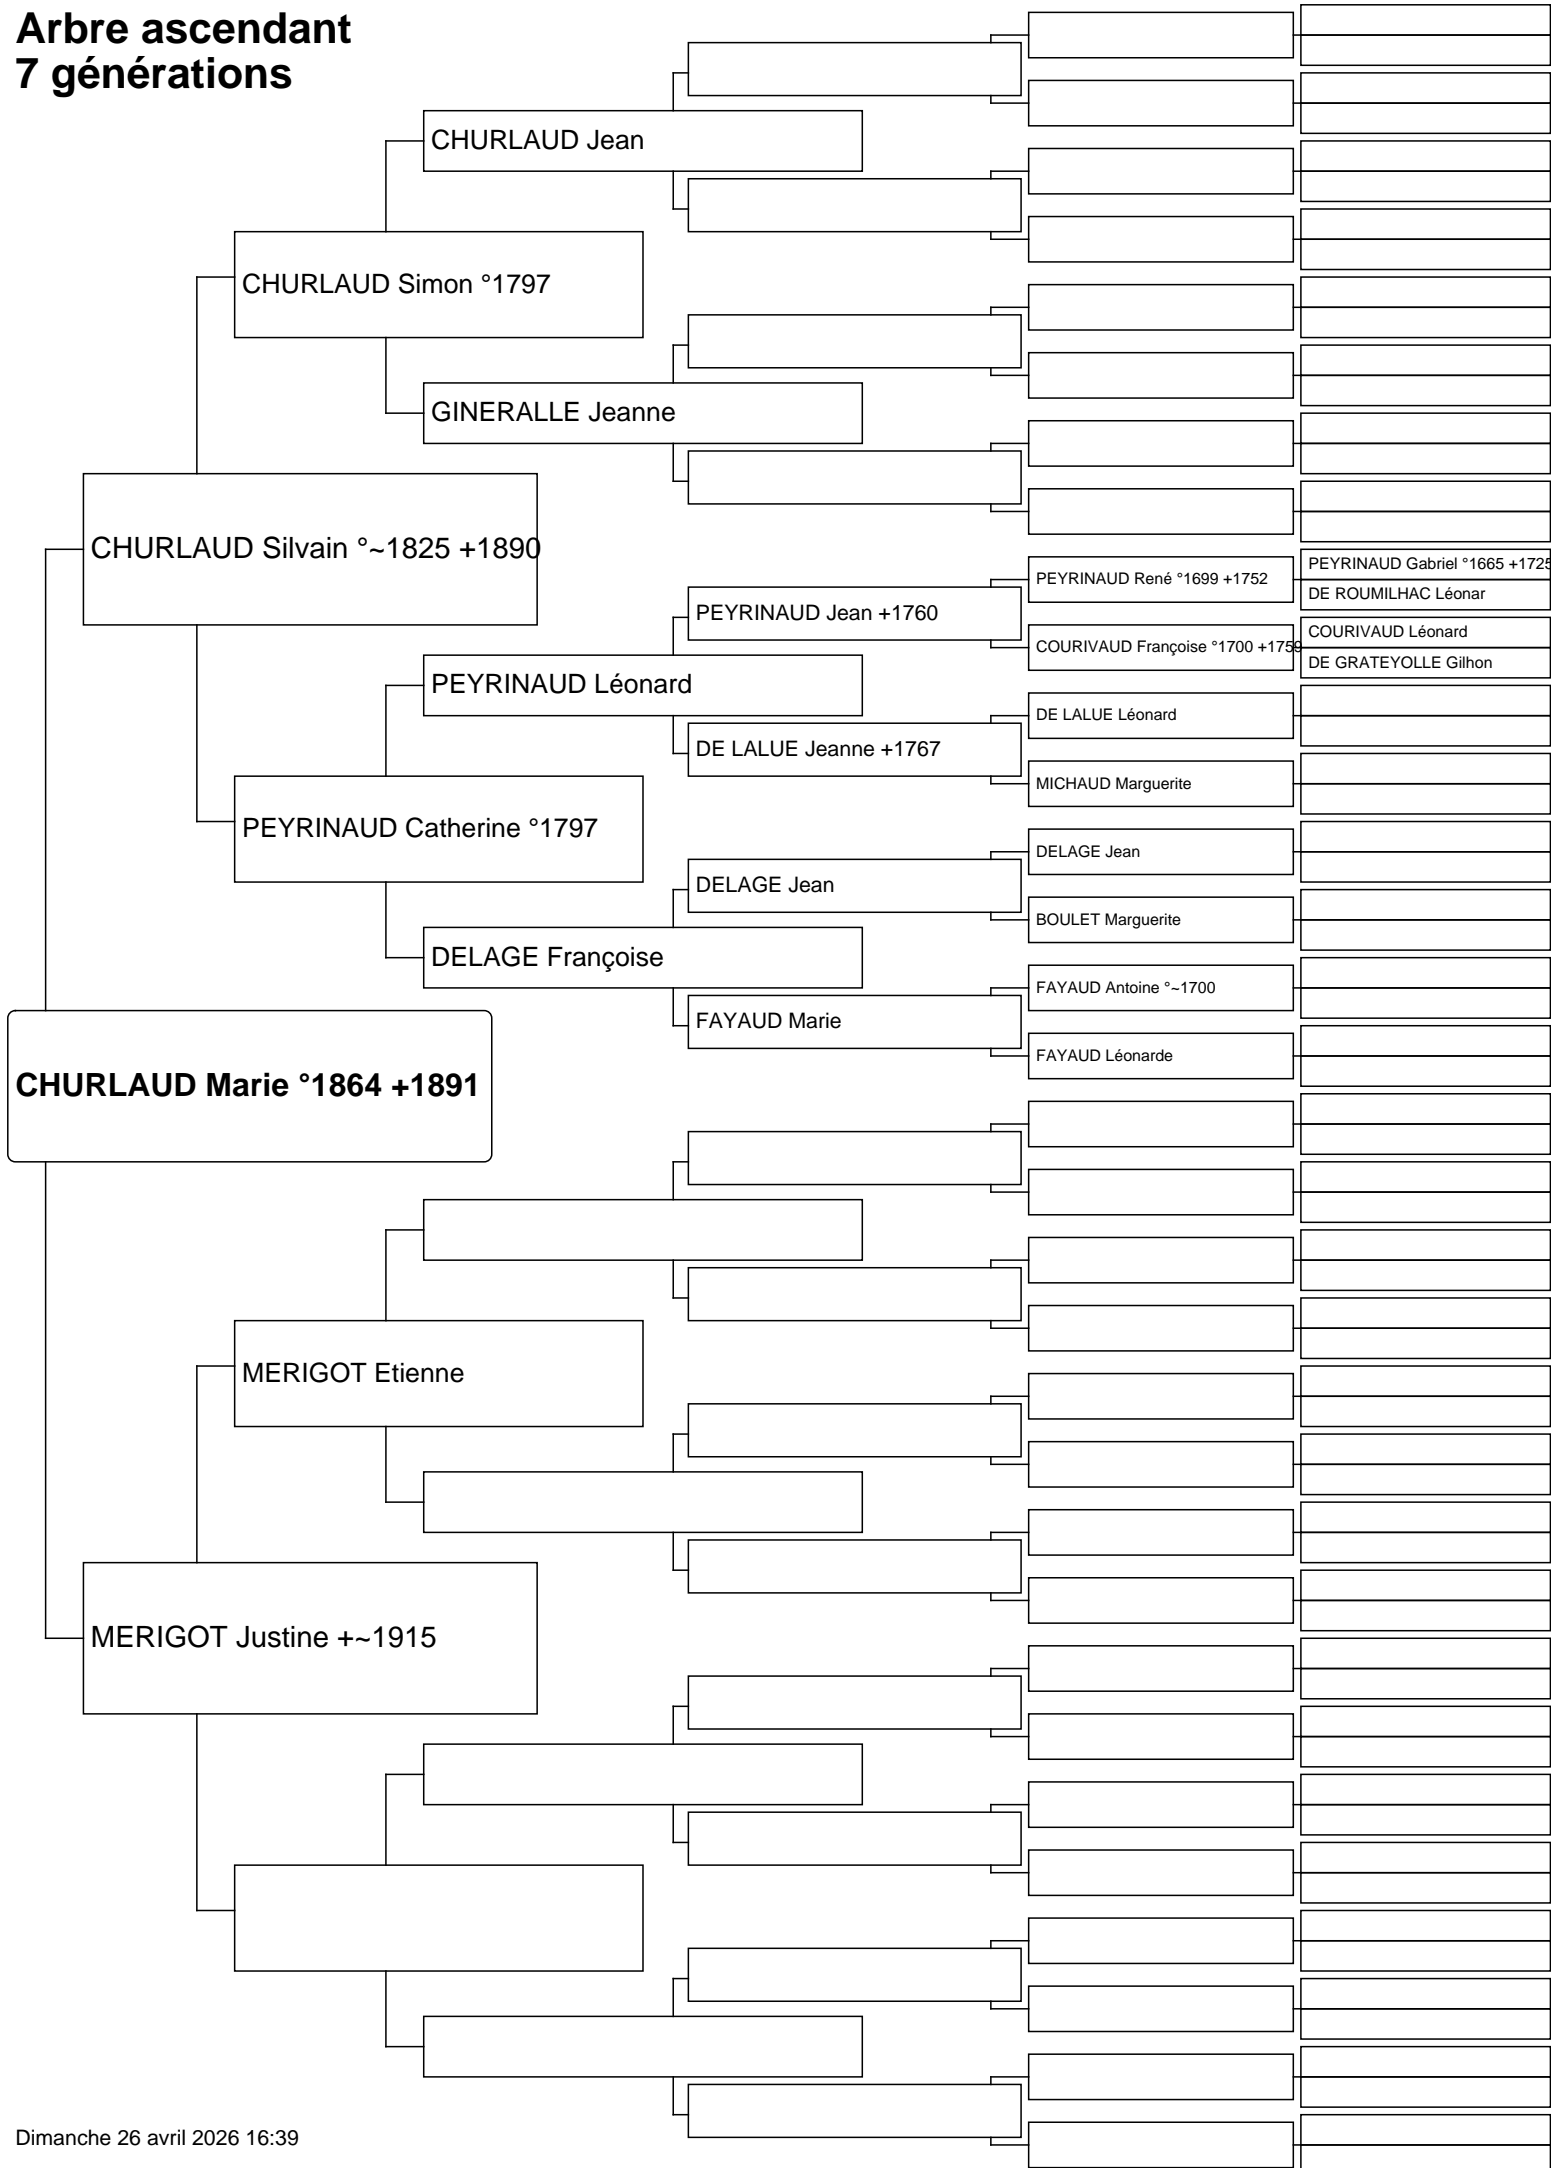 Arbre ascendant
7 générations
CHURLAUD Jean
CHURLAUD Simon °1797
GINERALLE Jeanne
CHURLAUD Silvain °~1825 +1890
PEYRINAUD Gabriel °1665 +1725
PEYRINAUD René °1699 +1752
DE ROUMILHAC Léonar
PEYRINAUD Jean +1760
COURIVAUD Léonard
COURIVAUD Françoise °1700 +1759
DE GRATEYOLLE Gilhon
PEYRINAUD Léonard
DE LALUE Léonard
DE LALUE Jeanne +1767
MICHAUD Marguerite
PEYRINAUD Catherine °1797
DELAGE Jean
DELAGE Jean
BOULET Marguerite
DELAGE Françoise
FAYAUD Antoine °~1700
FAYAUD Marie
FAYAUD Léonarde
CHURLAUD Marie °1864 +1891
MERIGOT Etienne
MERIGOT Justine +~1915
Dimanche 26 avril 2026 16:39